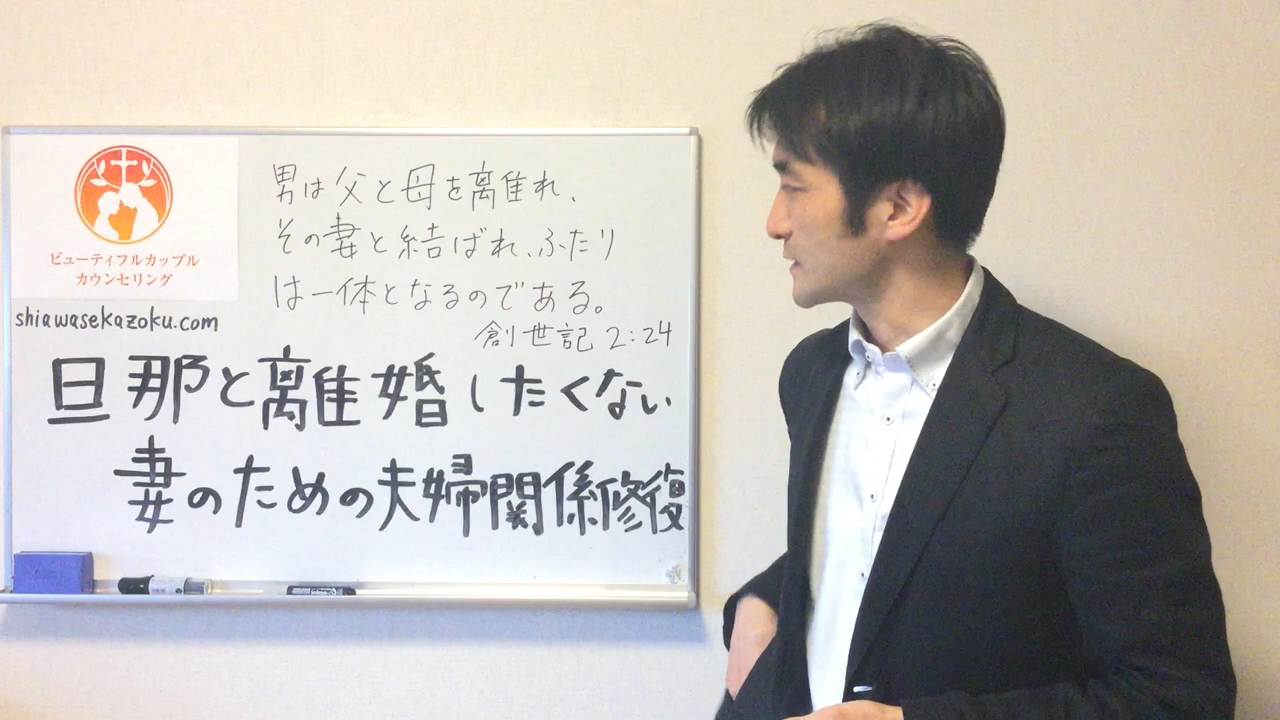 ビューティフルカップル
カウンセリング
shiawasekazoku.com
男は父と母を離れ、
その妻と結ばれ、ふたり
は一体となるのである。
創世記 2:24
旦那と離婚したくない
妻のための夫婦関係修復